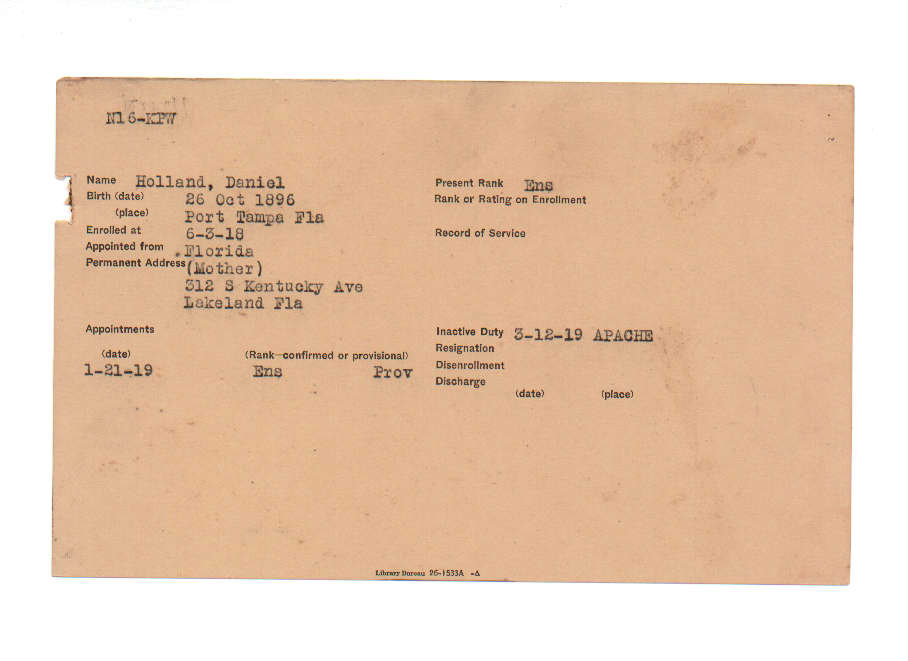 N16-KPW
Name Holland, Daniel
Birth (date) 26 Oct 1896
(place) Port Tampa Fla
Enrolled at 6-3-18
Appointed from Florida
Permanent Address (Mother)
312 S Kentucky Ave
Lakeland Fla
Present Rank Ens
Rank or Rating on Enrollment
Record of Service
Appointments
(date) (Rank—confirmed or provisional)
1-21-19 Ens Prov
Inactive Duty 3-12-19 APACHE
Resignation
Disenrollment
Discharge
(date) (place)
Library Bureau 26-1533A -Δ